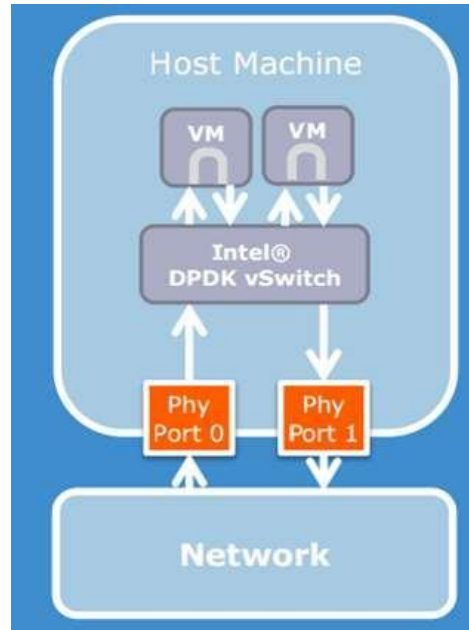 Host Machine
VM
VM
Intel®
DPDK vSwitch
Phy
Port 0
Phy
Port 1
Network